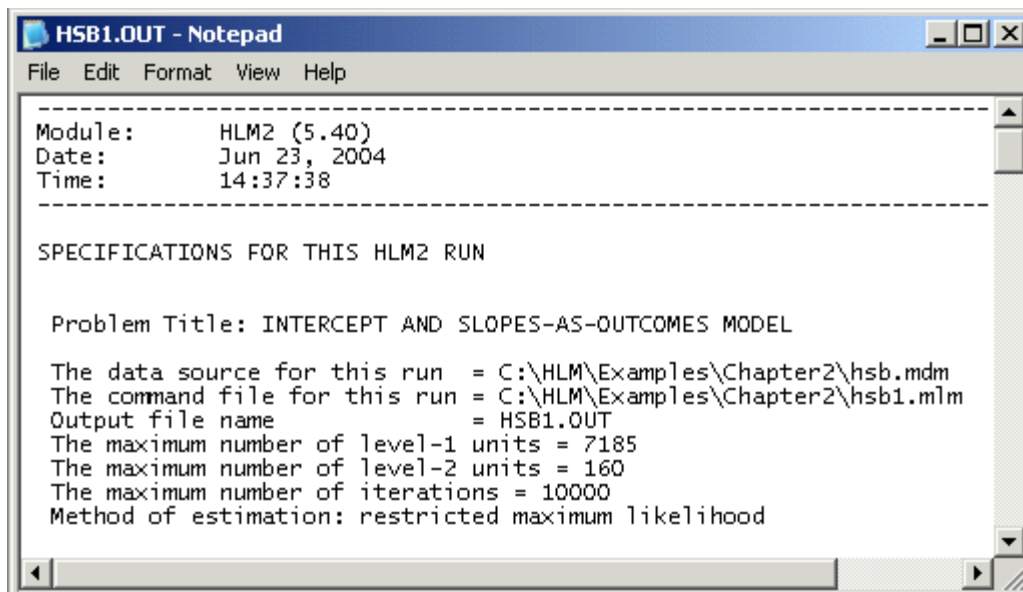 HSB1.OUT - Notepad
File Edit Format View Help
--------------------------------------------------------------------------------
Module: HLM2 (5.40)
Date: Jun 23, 2004
Time: 14:37:38
--------------------------------------------------------------------------------
SPECIFICATIONS FOR THIS HLM2 RUN
Problem Title: INTERCEPT AND SLOPES-AS-OUTCOMES MODEL
The data source for this run = C:\HLM\Examples\Chapter2\hsb.mdm
The command file for this run = C:\HLM\Examples\Chapter2\hsb1.mlm
Output file name = HSB1.OUT
The maximum number of level-1 units = 7185
The maximum number of level-2 units = 160
The maximum number of iterations = 10000
Method of estimation: restricted maximum likelihood